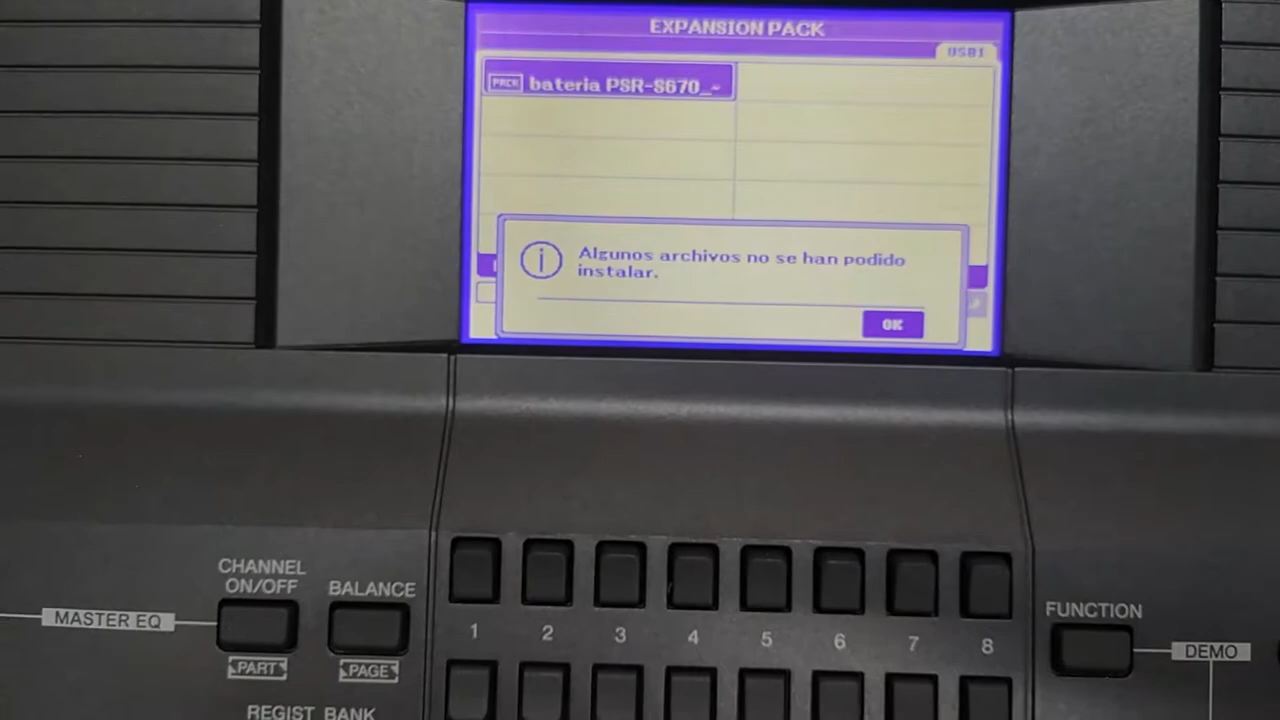 EXPANSION PACK
USB1
PACK bateria PSR-S670_~
Algunos archivos no se han podido
instalar.
OK
CHANNEL
ON/OFF
BALANCE
MASTER EQ
PART
PAGE
REGIST BANK
1 2 3 4 5 6 7 8
FUNCTION
DEMO